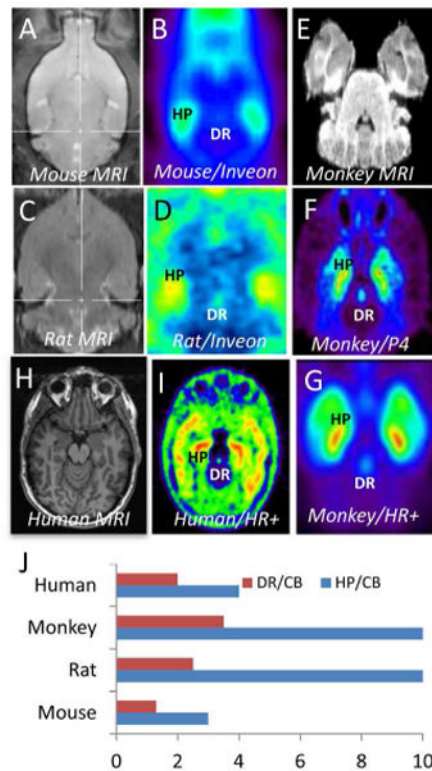 A
Mouse MRI
B
HP
DR
Mouse/Inveon
E
Monkey MRI
C
Rat MRI
D
HP
DR
Rat/Inveon
F
HP
DR
Monkey/P4
H
Human MRI
I
HP
DR
Human/HR+
G
HP
DR
Monkey/HR+
J
DR/CB HP/CB
Human
Monkey
Rat
Mouse
0 2 4 6 8 10